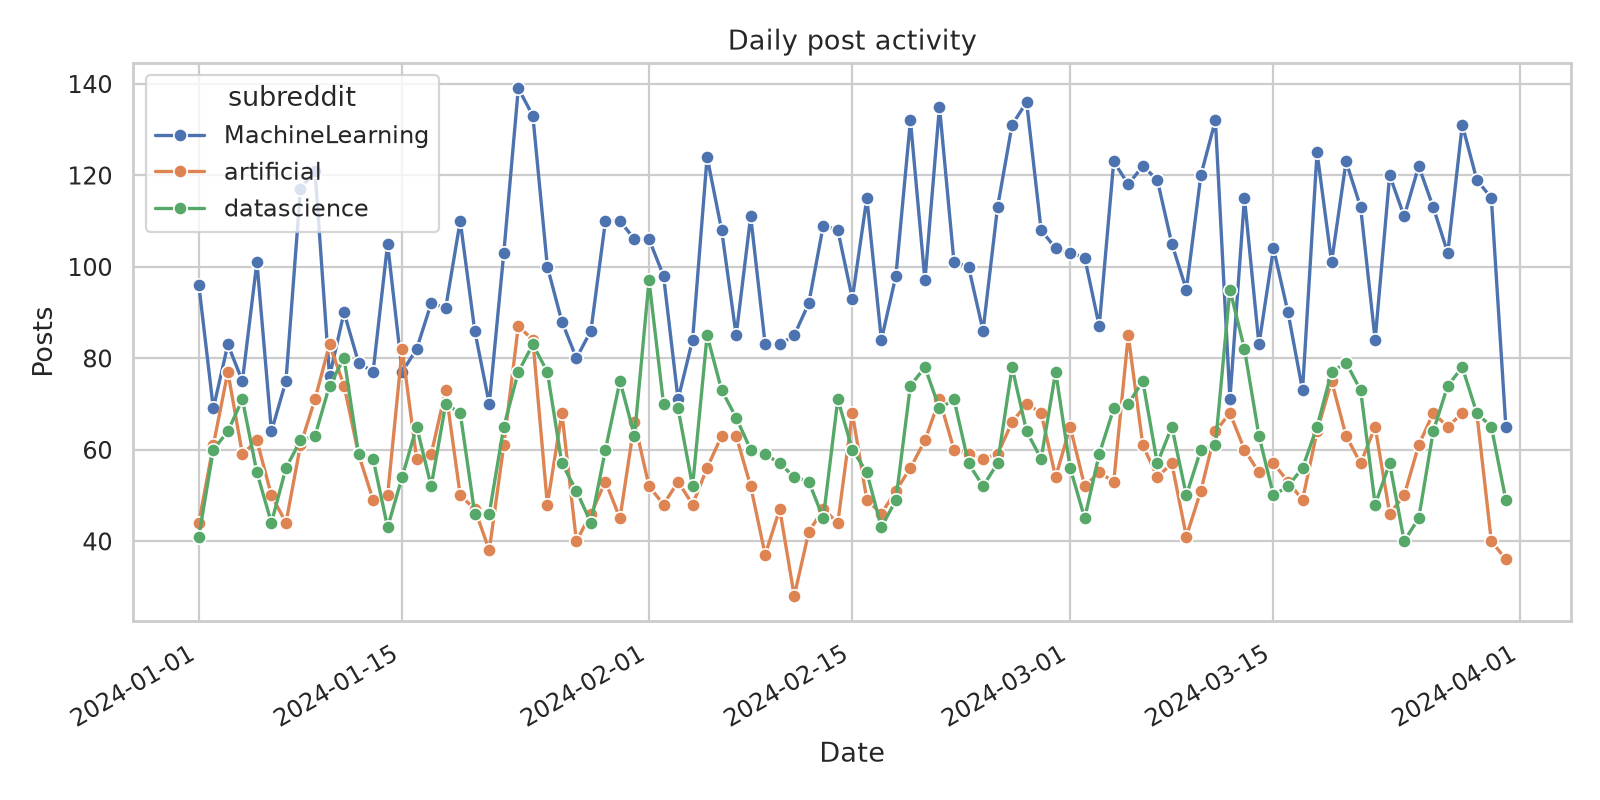 Daily post activity
subreddit
MachineLearning
artificial
datascience
Posts
140
120
100
80
60
40
2024-01-01
2024-01-15
2024-02-01
2024-02-15
2024-03-01
2024-03-15
2024-04-01
Date